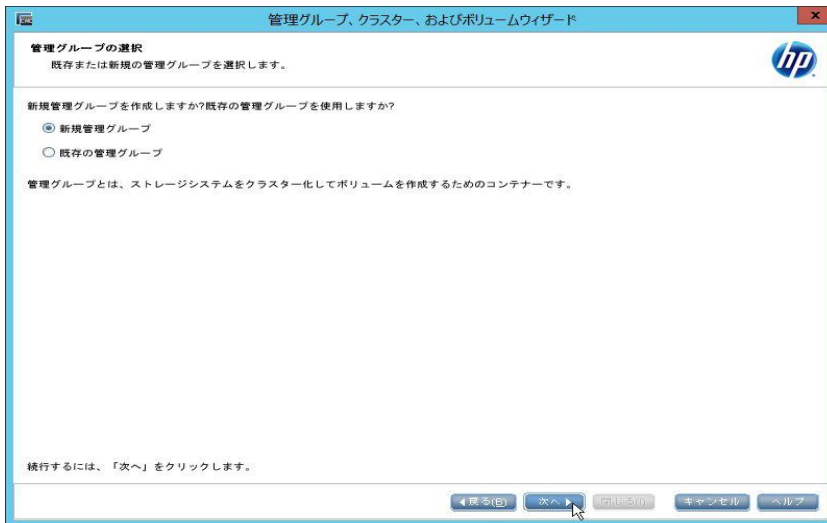 管理グループ、クラスター、およびボリュームウィザード
x
管理グループの選択
既存または新規の管理グループを選択します。
hp
新規管理グループを作成しますか?既存の管理グループを使用しますか?
新規管理グループ
既存の管理グループ
管理グループとは、ストレージシステムをクラスター化してボリュームを作成するためのコンテナーです。
続行するには、「次へ」をクリックします。
戻る(B) 次へ 閉じる(I) キャンセル ヘルプ